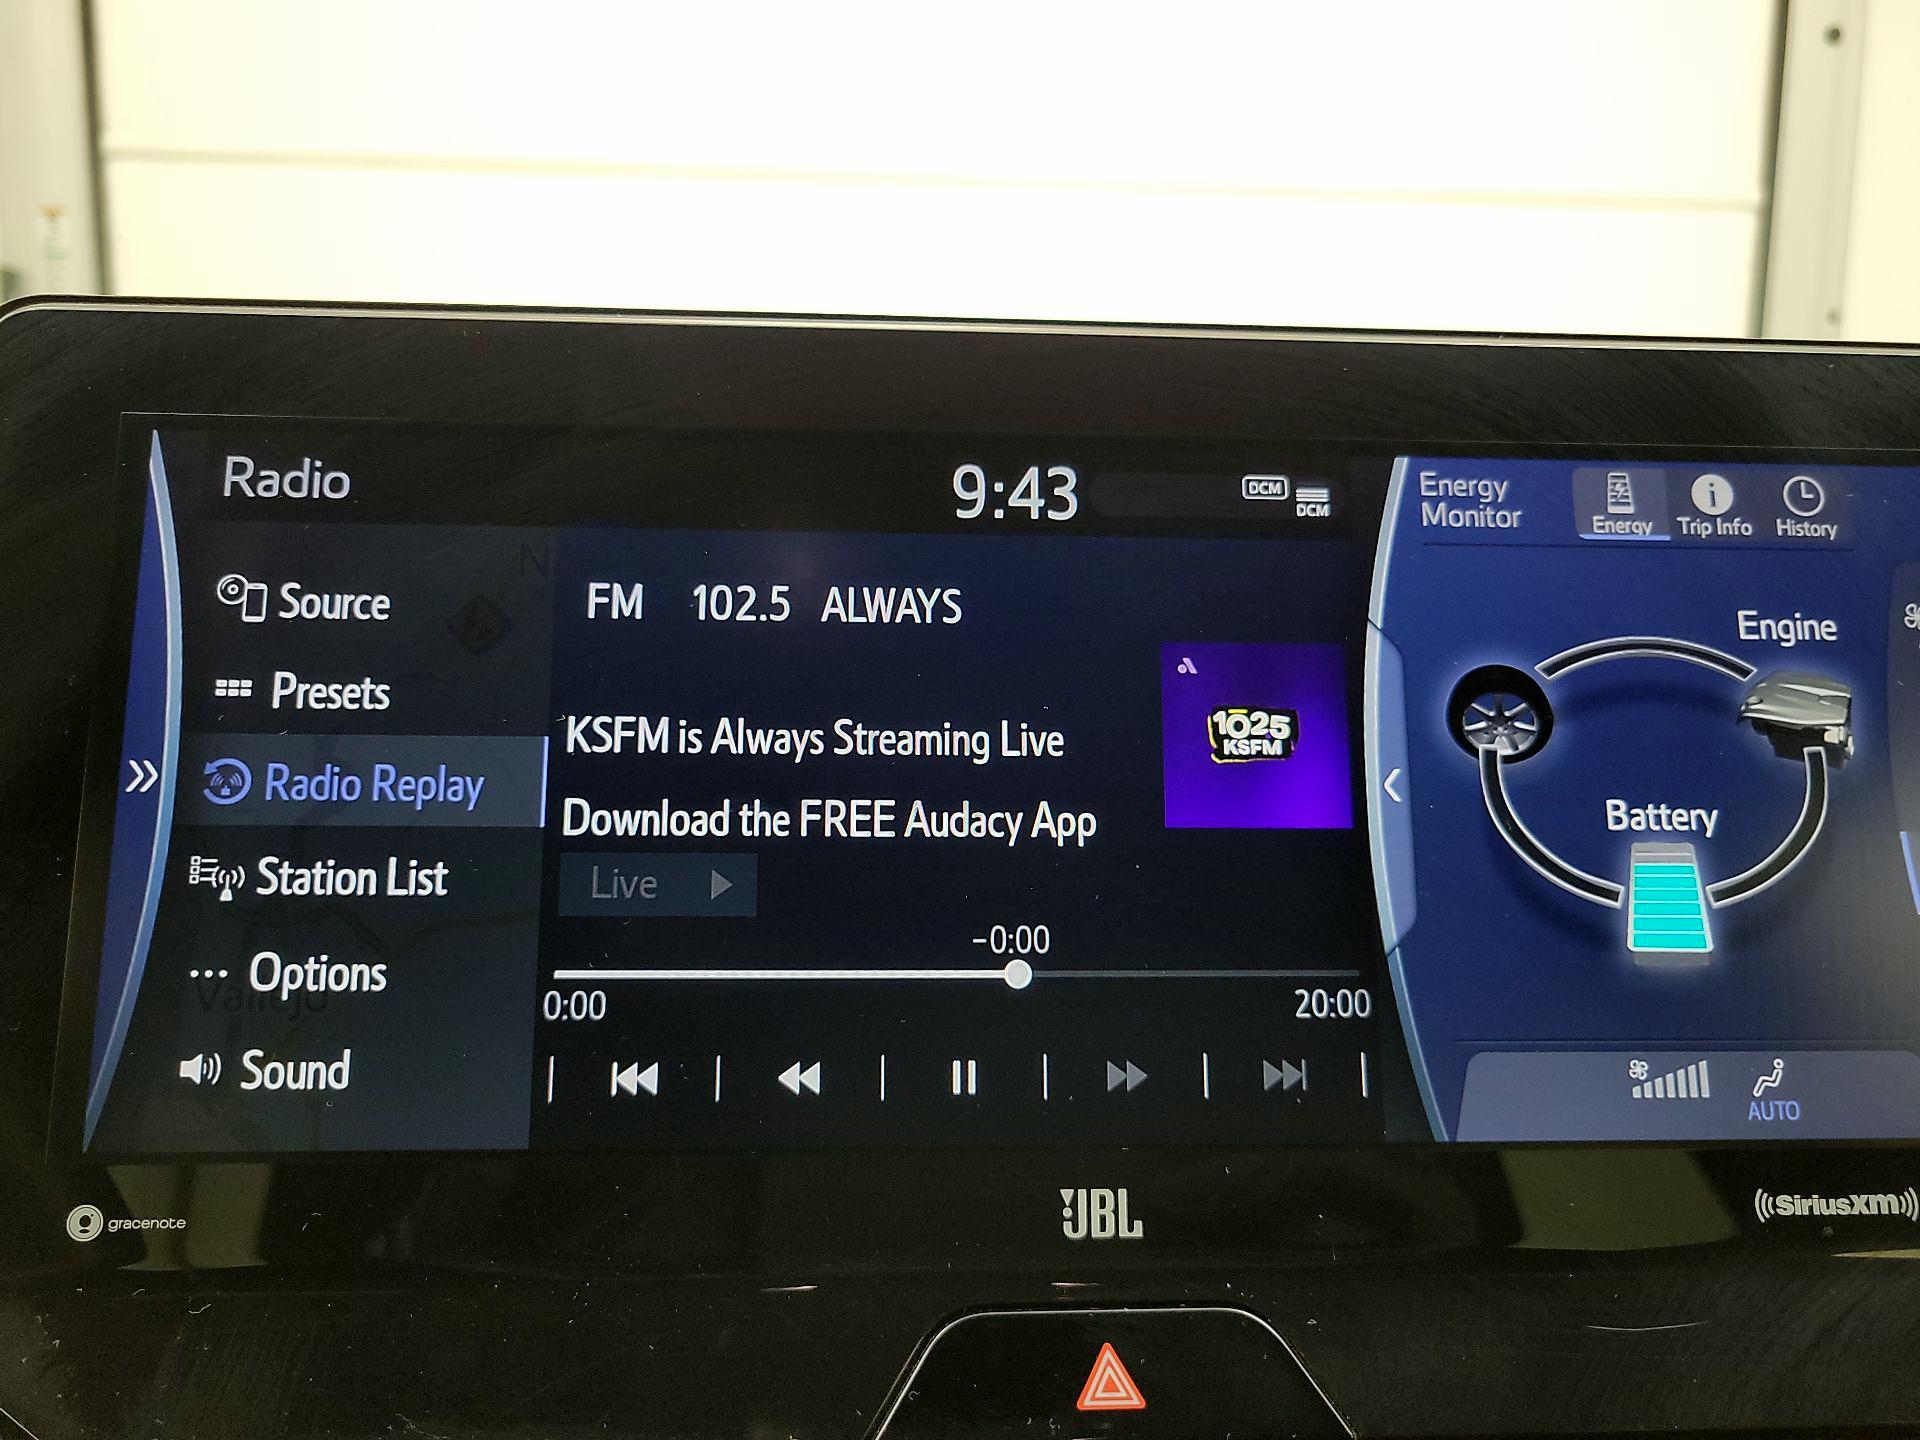 Radio
9:43
DCM
DCM
Source
Presets
Radio Replay
Station List
Options
Vallejo
Sound
FM 102.5 ALWAYS
KSFM is Always Streaming Live
Download the FREE Audacy App
1025
KSFM
Live
-0:00
0:00
20:00
Energy
Monitor
Energy
Trip Info
History
Engine
Battery
AUTO
gracenote
JBL
SiriusXM